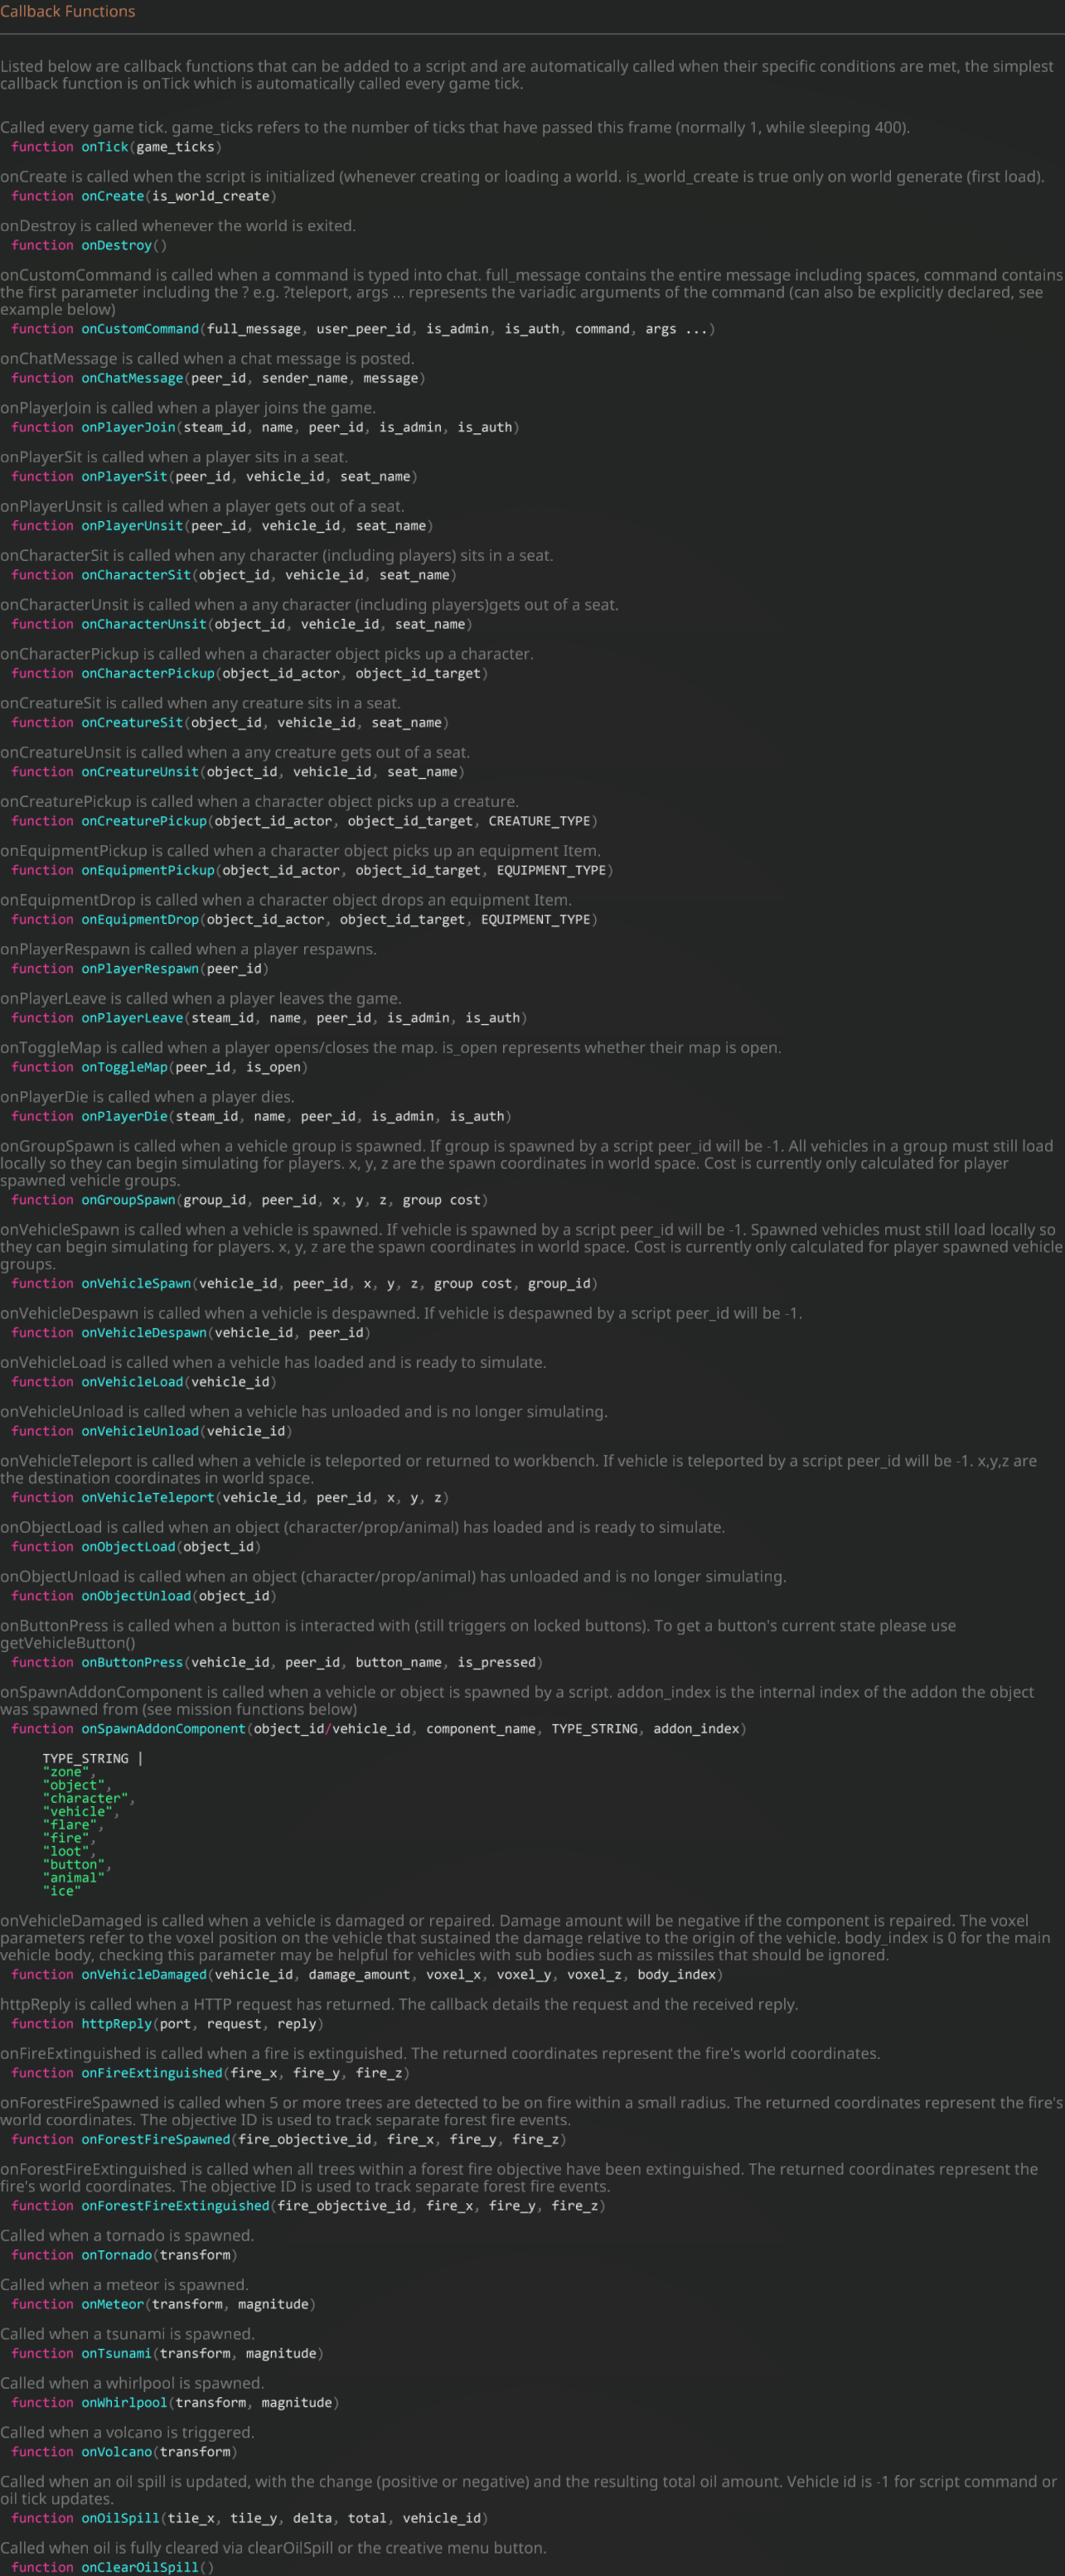 Callback Functions
Listed below are callback functions that can be added to a script and are automatically called when their specific conditions are met, the simplest
callback function is onTick which is automatically called every game tick.
Called every game tick. game_ticks refers to the number of ticks that have passed this frame (normally 1, while sleeping 400).
function onTick(game_ticks)
onCreate is called when the script is initialized (whenever creating or loading a world. is_world_create is true only on world generate (first load).
function onCreate(is_world_create)
onDestroy is called whenever the world is exited.
function onDestroy()
onCustomCommand is called when a command is typed into chat. full_message contains the entire message including spaces, command contains
the first parameter including the ? e.g. ?teleport, args ... represents the variadic arguments of the command (can also be explicitly declared, see
example below)
function onCustomCommand(full_message, user_peer_id, is_admin, is_auth, command, args ...)
onChatMessage is called when a chat message is posted.
function onChatMessage(peer_id, sender_name, message)
onPlayerJoin is called when a player joins the game.
function onPlayerJoin(steam_id, name, peer_id, is_admin, is_auth)
onPlayerSit is called when a player sits in a seat.
function onPlayerSit(peer_id, vehicle_id, seat_name)
onPlayerUnsit is called when a player gets out of a seat.
function onPlayerUnsit(peer_id, vehicle_id, seat_name)
onCharacterSit is called when any character (including players) sits in a seat.
function onCharacterSit(object_id, vehicle_id, seat_name)
onCharacterUnsit is called when a any character (including players)gets out of a seat.
function onCharacterUnsit(object_id, vehicle_id, seat_name)
onCharacterPickup is called when a character object picks up a character.
function onCharacterPickup(object_id_actor, object_id_target)
onCreatureSit is called when any creature sits in a seat.
function onCreatureSit(object_id, vehicle_id, seat_name)
onCreatureUnsit is called when a any creature gets out of a seat.
function onCreatureUnsit(object_id, vehicle_id, seat_name)
onCreaturePickup is called when a character object picks up a creature.
function onCreaturePickup(object_id_actor, object_id_target, CREATURE_TYPE)
onEquipmentPickup is called when a character object picks up an equipment Item.
function onEquipmentPickup(object_id_actor, object_id_target, EQUIPMENT_TYPE)
onEquipmentDrop is called when a character object drops an equipment Item.
function onEquipmentDrop(object_id_actor, object_id_target, EQUIPMENT_TYPE)
onPlayerRespawn is called when a player respawns.
function onPlayerRespawn(peer_id)
onPlayerLeave is called when a player leaves the game.
function onPlayerLeave(steam_id, name, peer_id, is_admin, is_auth)
onToggleMap is called when a player opens/closes the map. is_open represents whether their map is open.
function onToggleMap(peer_id, is_open)
onPlayerDie is called when a player dies.
function onPlayerDie(steam_id, name, peer_id, is_admin, is_auth)
onGroupSpawn is called when a vehicle group is spawned. If group is spawned by a script peer_id will be -1. All vehicles in a group must still load
locally so they can begin simulating for players. x, y, z are the spawn coordinates in world space. Cost is currently only calculated for player
spawned vehicle groups.
function onGroupSpawn(group_id, peer_id, x, y, z, group cost)
onVehicleSpawn is called when a vehicle is spawned. If vehicle is spawned by a script peer_id will be -1. Spawned vehicles must still load locally so
they can begin simulating for players. x, y, z are the spawn coordinates in world space. Cost is currently only calculated for player spawned vehicle
groups.
function onVehicleSpawn(vehicle_id, peer_id, x, y, z, group cost, group_id)
onVehicleDespawn is called when a vehicle is despawned. If vehicle is despawned by a script peer_id will be -1.
function onVehicleDespawn(vehicle_id, peer_id)
onVehicleLoad is called when a vehicle has loaded and is ready to simulate.
function onVehicleLoad(vehicle_id)
onVehicleUnload is called when a vehicle has unloaded and is no longer simulating.
function onVehicleUnload(vehicle_id)
onVehicleTeleport is called when a vehicle is teleported or returned to workbench. If vehicle is teleported by a script peer_id will be -1. x,y,z are
the destination coordinates in world space.
function onVehicleTeleport(vehicle_id, peer_id, x, y, z)
onObjectLoad is called when an object (character/prop/animal) has loaded and is ready to simulate.
function onObjectLoad(object_id)
onObjectUnload is called when an object (character/prop/animal) has unloaded and is no longer simulating.
function onObjectUnload(object_id)
onButtonPress is called when a button is interacted with (still triggers on locked buttons). To get a button's current state please use
getVehicleButton()
function onButtonPress(vehicle_id, peer_id, button_name, is_pressed)
onSpawnAddonComponent is called when a vehicle or object is spawned by a script. addon_index is the internal index of the addon the object
was spawned from (see mission functions below)
function onSpawnAddonComponent(object_id/vehicle_id, component_name, TYPE_STRING, addon_index)
TYPE_STRING |
"zone",
"object",
"character",
"vehicle",
"flare",
"fire",
"loot",
"button",
"animal"
"ice"
onVehicleDamaged is called when a vehicle is damaged or repaired. Damage amount will be negative if the component is repaired. The voxel
parameters refer to the voxel position on the vehicle that sustained the damage relative to the origin of the vehicle. body_index is 0 for the main
vehicle body, checking this parameter may be helpful for vehicles with sub bodies such as missiles that should be ignored.
function onVehicleDamaged(vehicle_id, damage_amount, voxel_x, voxel_y, voxel_z, body_index)
httpReply is called when a HTTP request has returned. The callback details the request and the received reply.
function httpReply(port, request, reply)
onFireExtinguished is called when a fire is extinguished. The returned coordinates represent the fire's world coordinates.
function onFireExtinguished(fire_x, fire_y, fire_z)
onForestFireSpawned is called when 5 or more trees are detected to be on fire within a small radius. The returned coordinates represent the fire's
world coordinates. The objective ID is used to track separate forest fire events.
function onForestFireSpawned(fire_objective_id, fire_x, fire_y, fire_z)
onForestFireExtinguished is called when all trees within a forest fire objective have been extinguished. The returned coordinates represent the
fire's world coordinates. The objective ID is used to track separate forest fire events.
function onForestFireExtinguished(fire_objective_id, fire_x, fire_y, fire_z)
Called when a tornado is spawned.
function onTornado(transform)
Called when a meteor is spawned.
function onMeteor(transform, magnitude)
Called when a tsunami is spawned.
function onTsunami(transform, magnitude)
Called when a whirlpool is spawned.
function onWhirlpool(transform, magnitude)
Called when a volcano is triggered.
function onVolcano(transform)
Called when an oil spill is updated, with the change (positive or negative) and the resulting total oil amount. Vehicle id is -1 for script command or
oil tick updates.
function onOilSpill(tile_x, tile_y, delta, total, vehicle_id)
Called when oil is fully cleared via clearOilSpill or the creative menu button.
function onClearOilSpill()